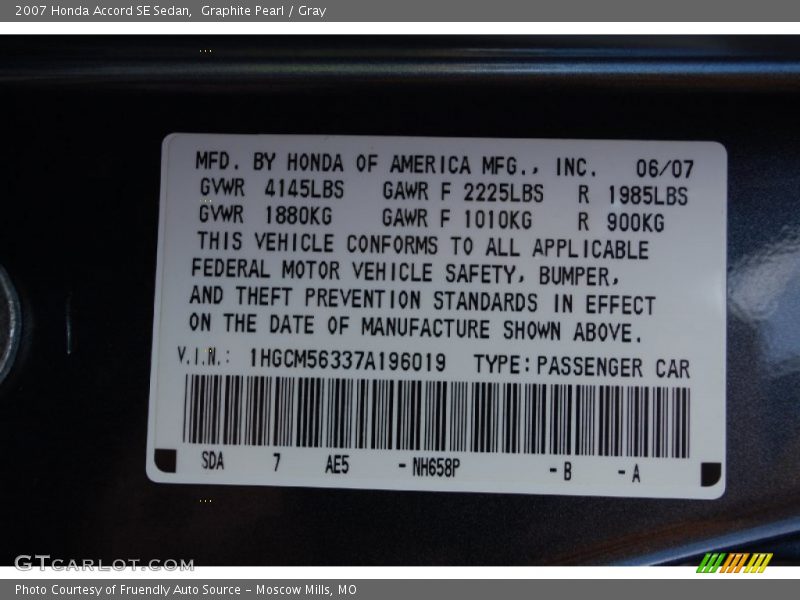 2007 Honda Accord SE Sedan,  Graphite Pearl / Gray
MFD. BY HONDA OF AMERICA MFG., INC. 06/07
GVWR 4145LBS GAWR F 2225LBS R 1985LBS
GVWR 1880KG GAWR F 1010KG R 900KG
THIS VEHICLE CONFORMS TO ALL APPLICABLE
FEDERAL MOTOR VEHICLE SAFETY, BUMPER,
AND THEFT PREVENTION STANDARDS IN EFFECT
ON THE DATE OF MANUFACTURE SHOWN ABOVE.
V.I.N.: 1HGCM56337A196019 TYPE:PASSENGER CAR
SDA 7 AE5 -NH658P -B -A
GTCARLOT.COM
Photo Courtesy of Fruendly Auto Source - Moscow Mills, MO